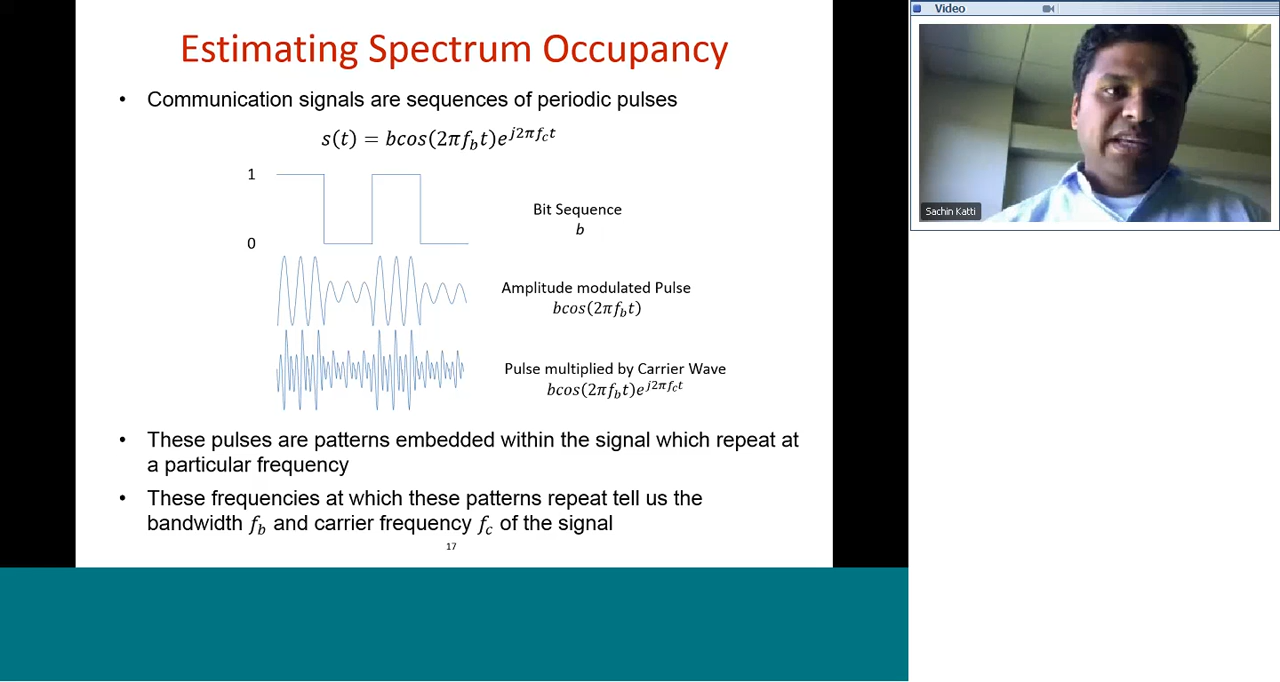 Estimating Spectrum Occupancy
• Communication signals are sequences of periodic pulses
s(t) = bcos(2πf_b t)e^{j2πf_c t}
1
Bit Sequence
b
0
Amplitude modulated Pulse
bcos(2πf_b t)
Pulse multiplied by Carrier Wave
bcos(2πf_b t)e^{j2πf_c t}
• These pulses are patterns embedded within the signal which repeat at
a particular frequency
• These frequencies at which these patterns repeat tell us the
bandwidth f_b and carrier frequency f_c of the signal
17
Video
Sachin Katti